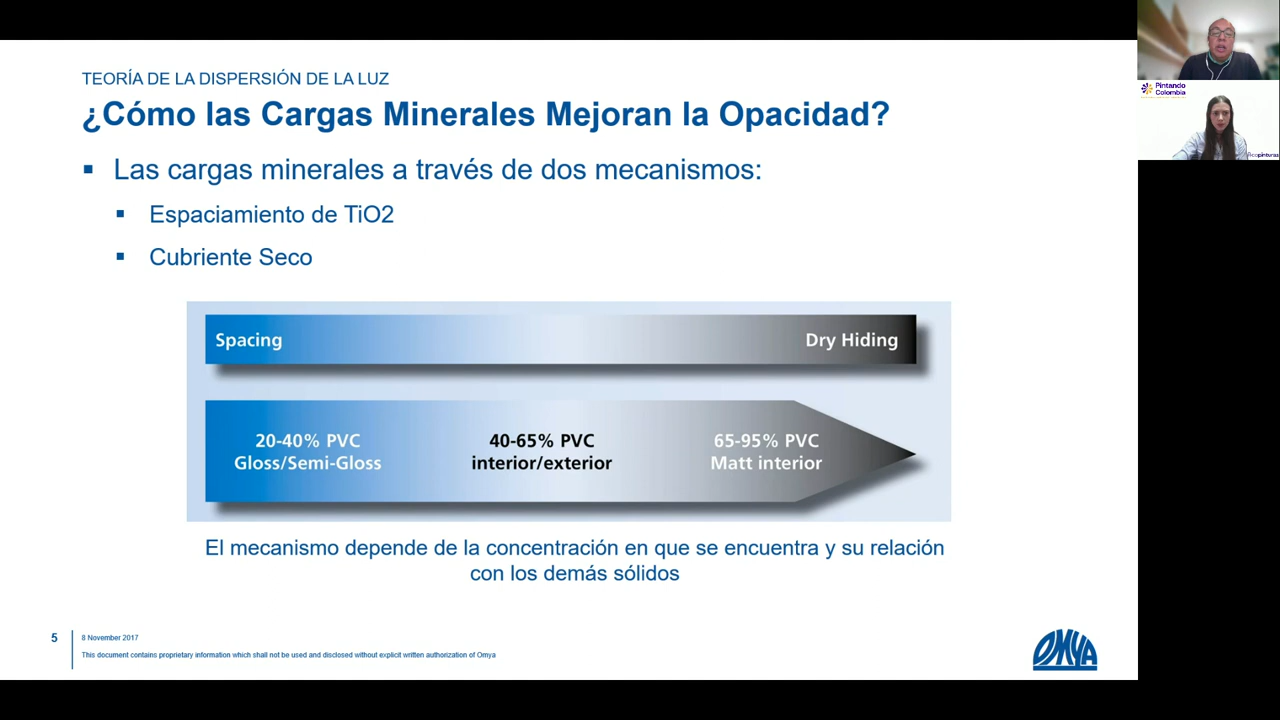 TEORÍA DE LA DISPERSIÓN DE LA LUZ
¿Cómo las Cargas Minerales Mejoran la Opacidad?
Las cargas minerales a través de dos mecanismos:
Espaciamiento de TiO2
Cubriente Seco
Spacing
Dry Hiding
20-40% PVC
Gloss/Semi-Gloss
40-65% PVC
interior/exterior
65-95% PVC
Matt interior
El mecanismo depende de la concentración en que se encuentra y su relación
con los demás sólidos
5
8 November 2017
This document contains proprietary information which shall not be used and disclosed without explicit written authorization of Omya
OMYA
Pintando
Colombia